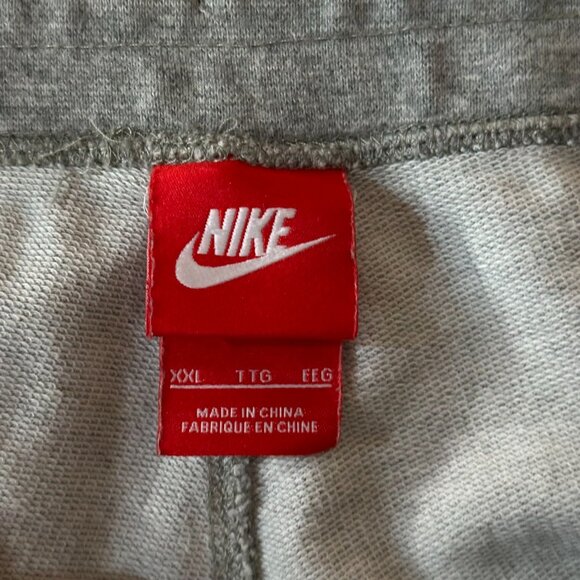 NIKE
XXL TTG EEG
MADE IN CHINA
FABRIQUE EN CHINE